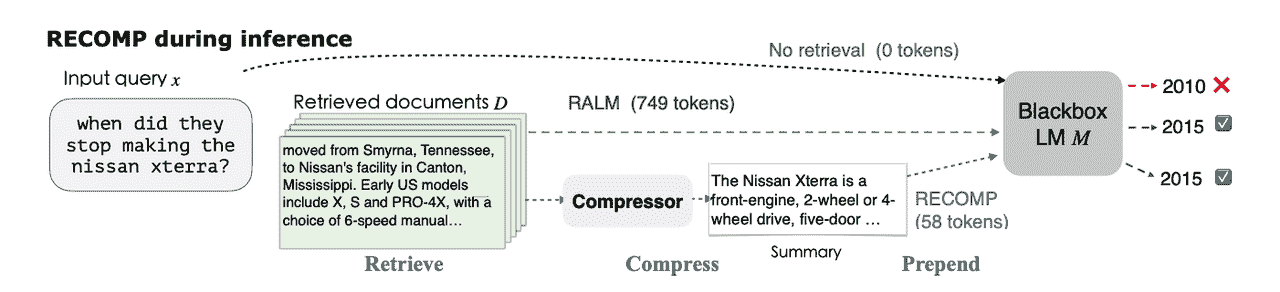 RECOMP during inference
Input query x
when did they
stop making the
nissan xterra?
Retrieved documents D
moved from Smyrna, Tennessee,
to Nissan's facility in Canton,
Mississippi. Early US models
include X, S and PRO-4X, with a
choice of 6-speed manual...
Retrieve
No retrieval (0 tokens)
RALM (749 tokens)
Compressor
Compress
The Nissan Xterra is a
front-engine, 2-wheel or 4-
wheel drive, five-door ...
Summary
RECOMP
(58 tokens)
Prepend
Blackbox
LM M
2010
2015
2015